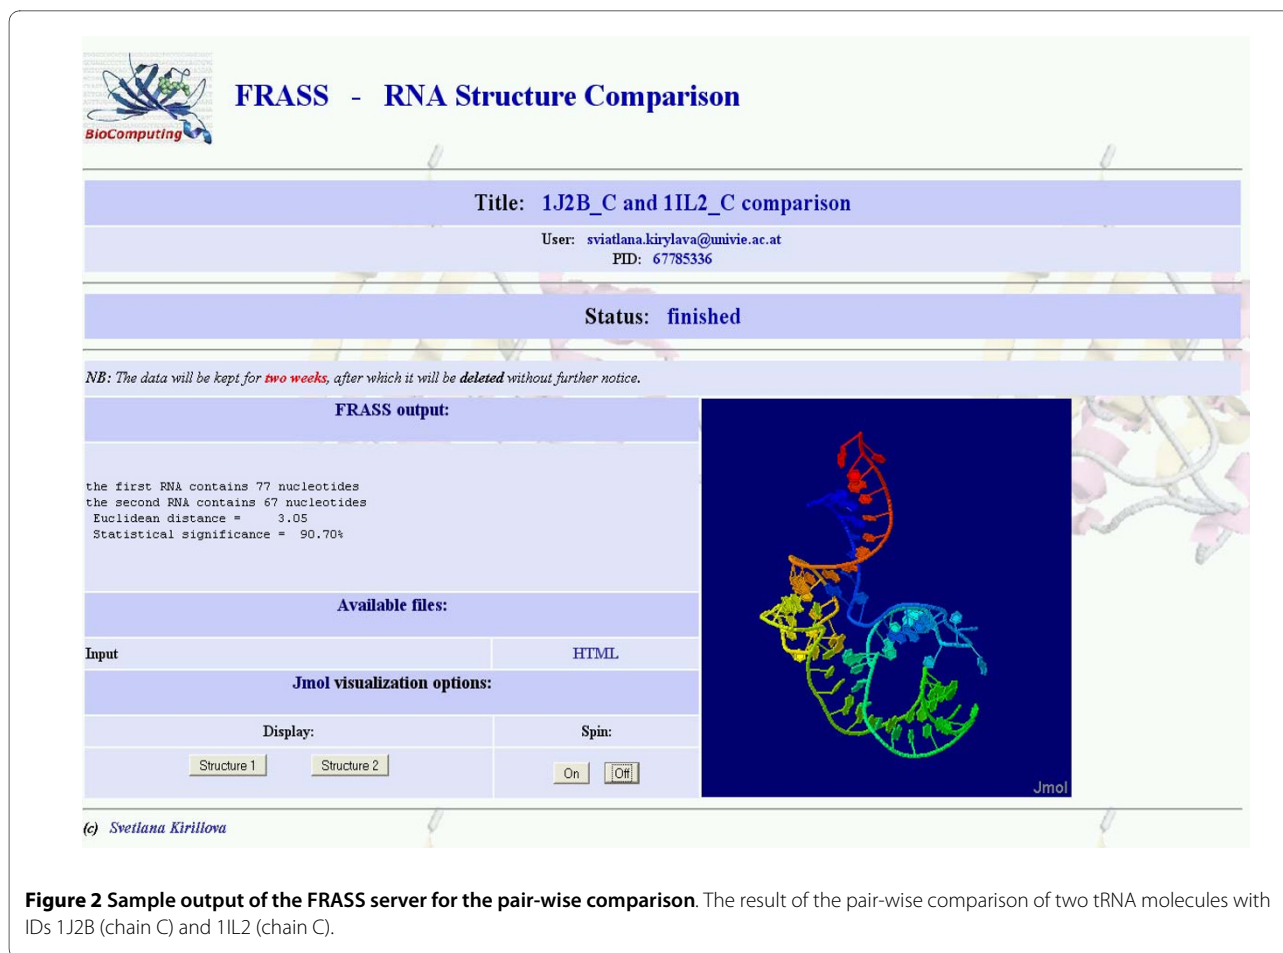 BioComputing
FRASS - RNA Structure Comparison
Title: 1J2B_C and 1IL2_C comparison
User: sviatlana.kirylava@univie.ac.at
PID: 67785336
Status: finished
NB: The data will be kept for two weeks, after which it will be deleted without further notice.
FRASS output:
the first RNA contains 77 nucleotides
the second RNA contains 67 nucleotides
Euclidean distance = 3.05
Statistical significance = 90.70%
Available files:
Input HTML
Jmol visualization options:
Display: Spin:
Structure 1 Structure 2 On Off
Jmol
(c) Svetlana Kirillova
Figure 2 Sample output of the FRASS server for the pair-wise comparison. The result of the pair-wise comparison of two tRNA molecules with
IDs 1J2B (chain C) and 1IL2 (chain C).